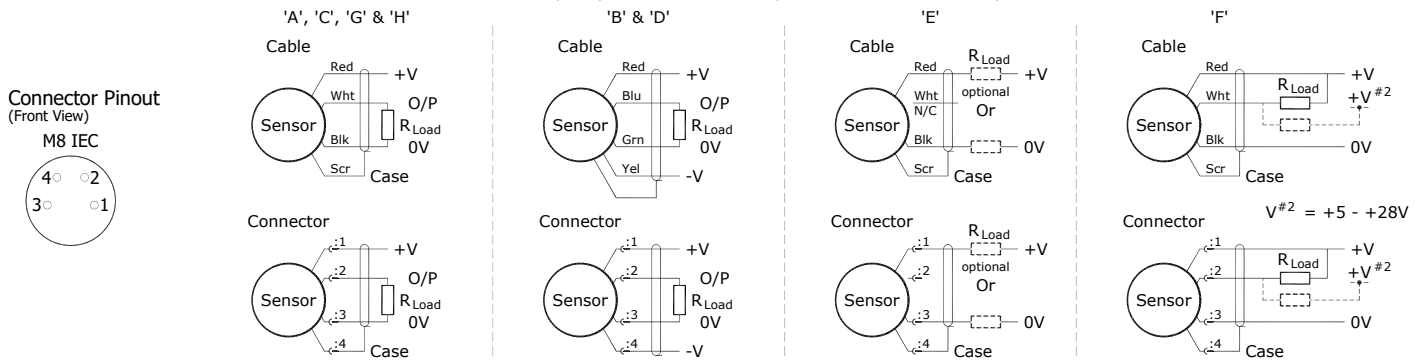 'A', 'C', 'G' & 'H'
'B' & 'D'
'E'
'F'
Connector Pinout
(Front View)
M8 IEC
4 2
3 1
Cable
Red +V
Wht O/P
Sensor
R Load
Blk 0V
Scr Case
Cable
Red +V
Blu O/P
Sensor
R Load
Grn 0V
Yel -V
Cable
R Load
Red +V
optional
Wht
N/C Or
Sensor
Blk 0V
Scr Case
Cable
Red +V
R Load
Wht +V #2
Sensor
Blk 0V
Scr Case
V#2 = +5 - +28V
Connector
:1 +V
:2 O/P
Sensor
R Load
:3 0V
:4 Case
Connector
:1 +V
:2 O/P
Sensor
R Load
:3 0V
:4 -V
Connector
R Load
:1 +V
optional
:2 Or
Sensor
:3 0V
:4 Case
Connector
:1 +V
R Load
:2 +V #2
Sensor
:3 0V
:4 Case